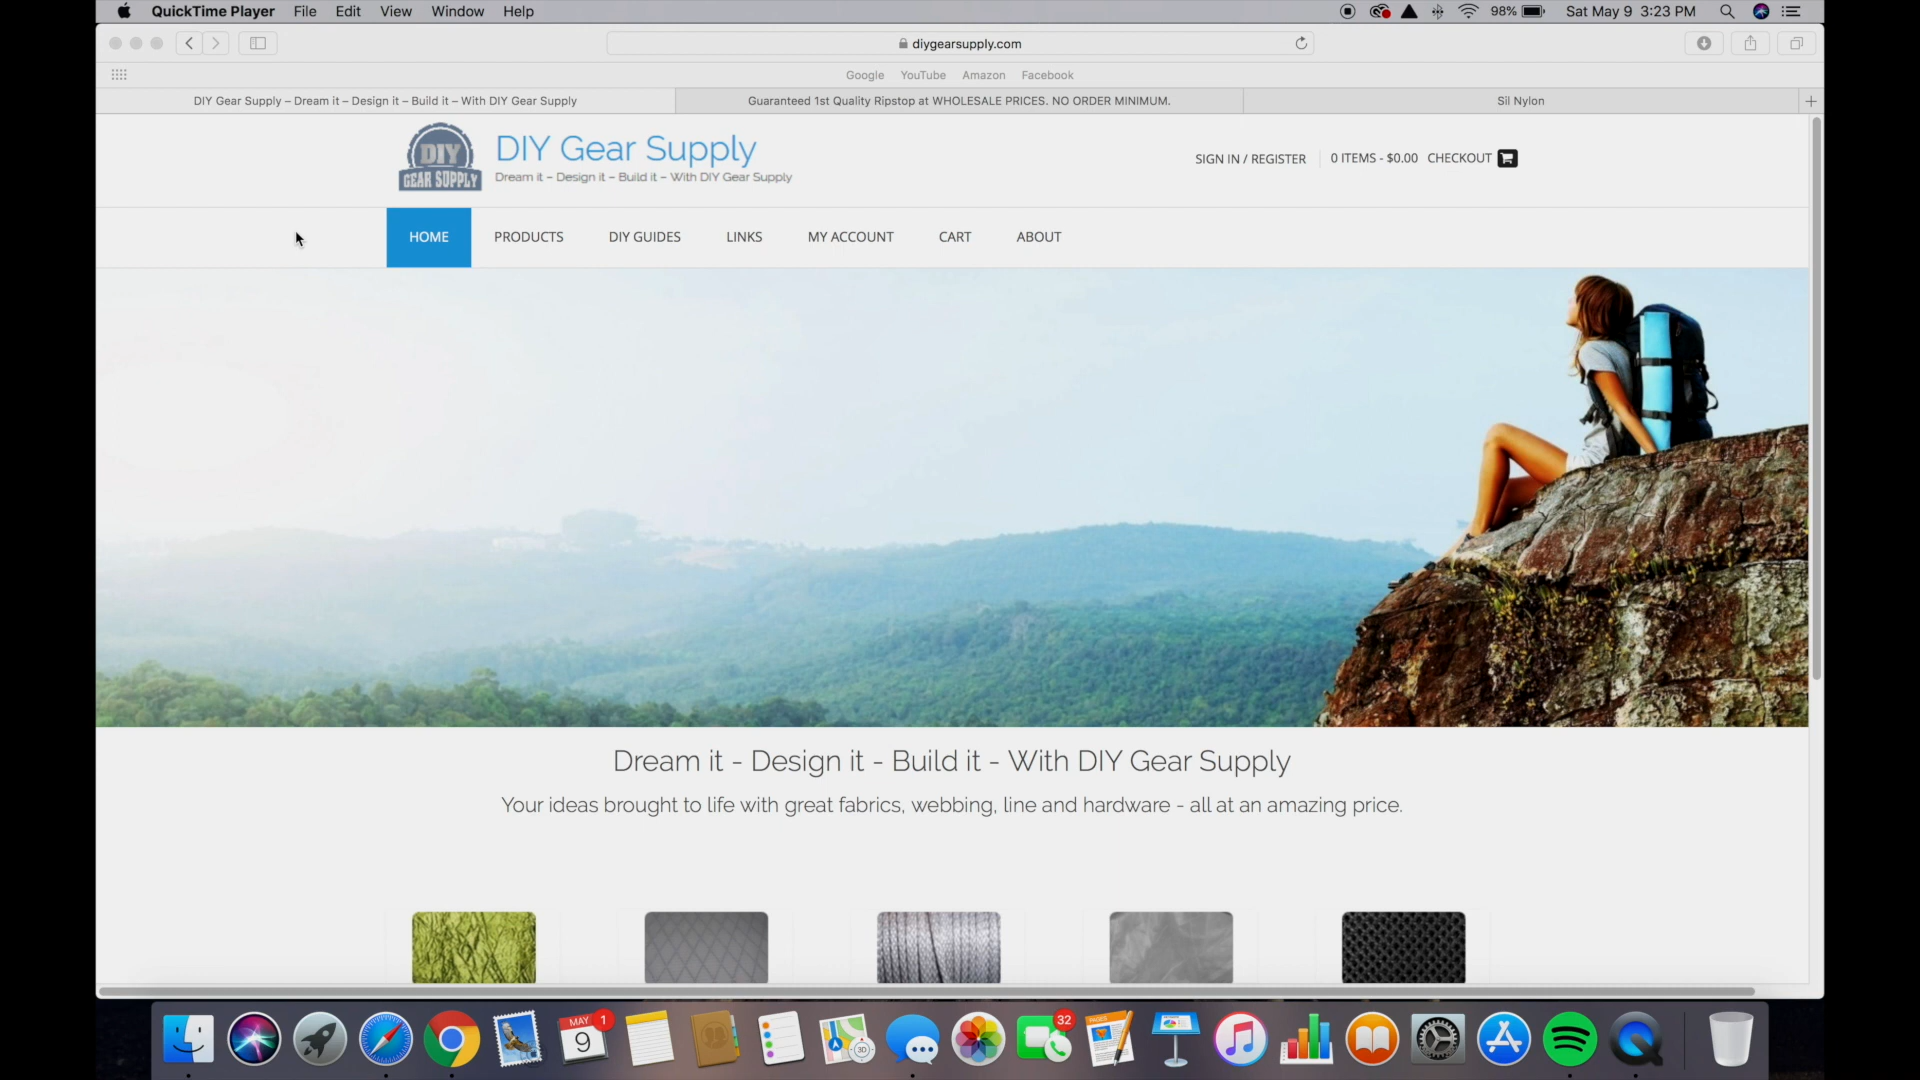 QuickTime Player File Edit View Window Help 98% Sat May 9 3:23 PM
diygearsupply.com
Google YouTube Amazon Facebook
DIY Gear Supply – Dream it – Design it – Build it – With DIY Gear Supply
Guaranteed 1st Quality Ripstop at WHOLESALE PRICES. NO ORDER MINIMUM.
Sil Nylon
DIY
GEAR SUPPLY
DIY Gear Supply
Dream it – Design it – Build it – With DIY Gear Supply
SIGN IN / REGISTER 0 ITEMS - $0.00 CHECKOUT
HOME PRODUCTS DIY GUIDES LINKS MY ACCOUNT CART ABOUT
Dream it - Design it - Build it - With DIY Gear Supply
Your ideas brought to life with great fabrics, webbing, line and hardware - all at an amazing price.
MAY
9
1
32
PAGES
3D